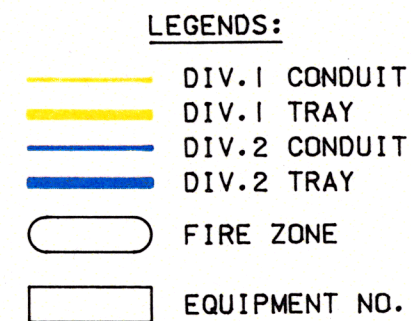 LEGENDS:
DIV.1 CONDUIT
DIV.1 TRAY
DIV.2 CONDUIT
DIV.2 TRAY
FIRE ZONE
EQUIPMENT NO.